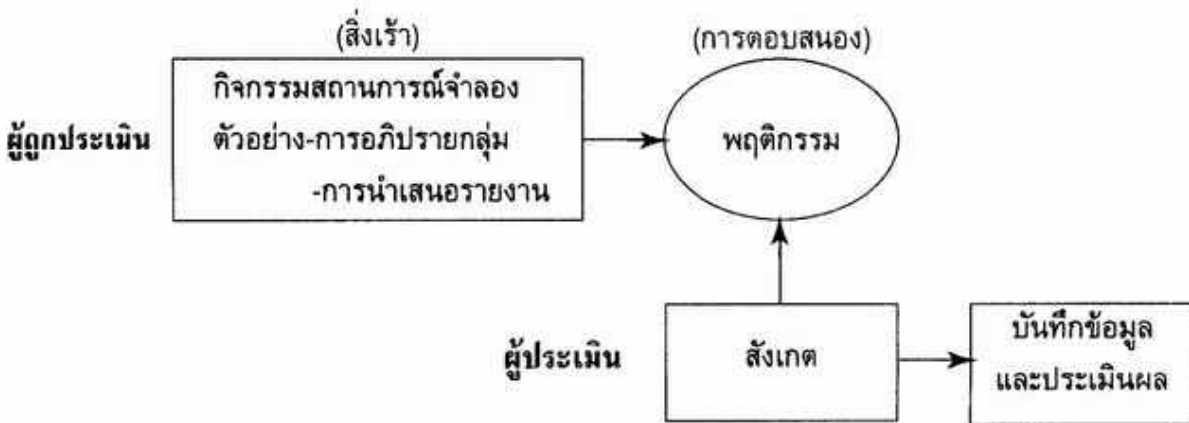 (สิ่งเร้า)
(การตอบสนอง)
ผู้ถูกประเมิน
กิจกรรมสถานการณ์จำลอง
ตัวอย่าง-การอภิปรายกลุ่ม
-การนำเสนอรายงาน
พฤติกรรม
ผู้ประเมิน
สังเกต
บันทึกข้อมูล
และประเมินผล